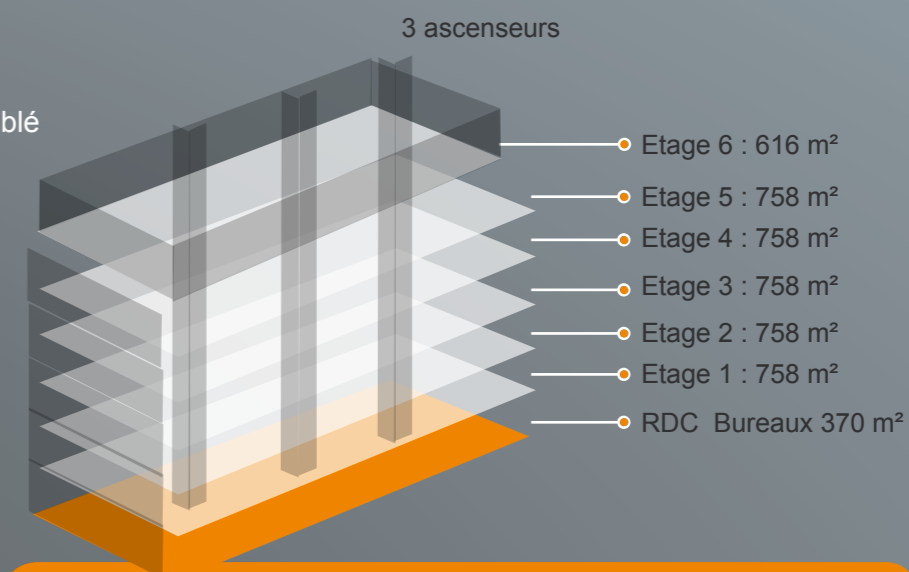 3 ascenseurs
blé
Etage 6 : 616 m²
Etage 5 : 758 m²
Etage 4 : 758 m²
Etage 3 : 758 m²
Etage 2 : 758 m²
Etage 1 : 758 m²
RDC Bureaux 370 m²